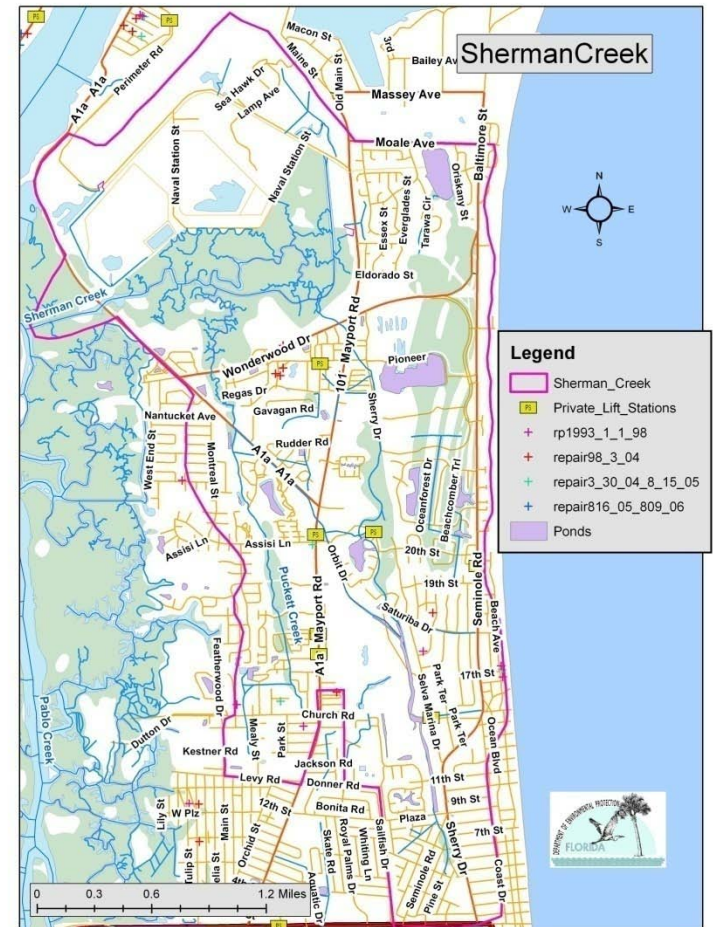 ShermanCreek
Macon St
Maine St
Old Main St
3rd
Bailey Av
Massey Ave
Moale Ave
Baltimore St
A1a A1a
Perimeter Rd
Sea Hawk Dr
Lamp Ave
Naval Station St
Naval Station St
Essex St
Everglades St
Tarawa Cir
Oriskany St
Eldorado St
Sherman Creek
Wonderwood Dr
101 Mayport Rd
Pioneer
Regas Dr
Gavagan Rd
Sherry Dr
Nantucket Ave
Rudder Rd
A1a A1a
West End St
Montreal St
Oceanforest Dr
Beachcomber Trl
Assisi Ln
Assisi Ln
Orbit Dr
20th St
19th St
Seminole Rd
Puckett Creek
A1a Mayport Rd
Saturiba Dr
Beach Ave
17th St
Featherwood Dr
Park Ter
Selva Marina Dr
Park Ter
Ocean Blvd
Pablo Creek
Dutton Dr
Church Rd
Mealy St
Park St
Kestner Rd
Jackson Rd
Levy Rd
Donner Rd
11th St
9th St
7th St
Lily St
W Plz
Main St
12th St
Orchid St
Bonita Rd
Plaza
Skate Rd
Royal Palms Dr
Whiting Ln
Sailfish Dr
Seminole Rd
Pine St
Sherry Dr
Coast Dr
Aquatic Dr
N
W E
S
Legend
Sherman_Creek
PS Private_Lift_Stations
rp1993_1_1_98
repair98_3_04
repair3_30_04_8_15_05
repair816_05_809_06
Ponds
DEPARTMENT OF ENVIRONMENTAL PROTECTION
FLORIDA
0 0.3 0.6 1.2 Miles